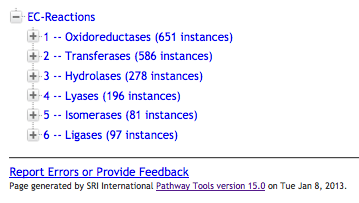 EC-Reactions
1 -- Oxidoreductases (651 instances)
2 -- Transferases (586 instances)
3 -- Hydrolases (278 instances)
4 -- Lyases (196 instances)
5 -- Isomerases (81 instances)
6 -- Ligases (97 instances)
Report Errors or Provide Feedback
Page generated by SRI International Pathway Tools version 15.0 on Tue Jan 8, 2013.